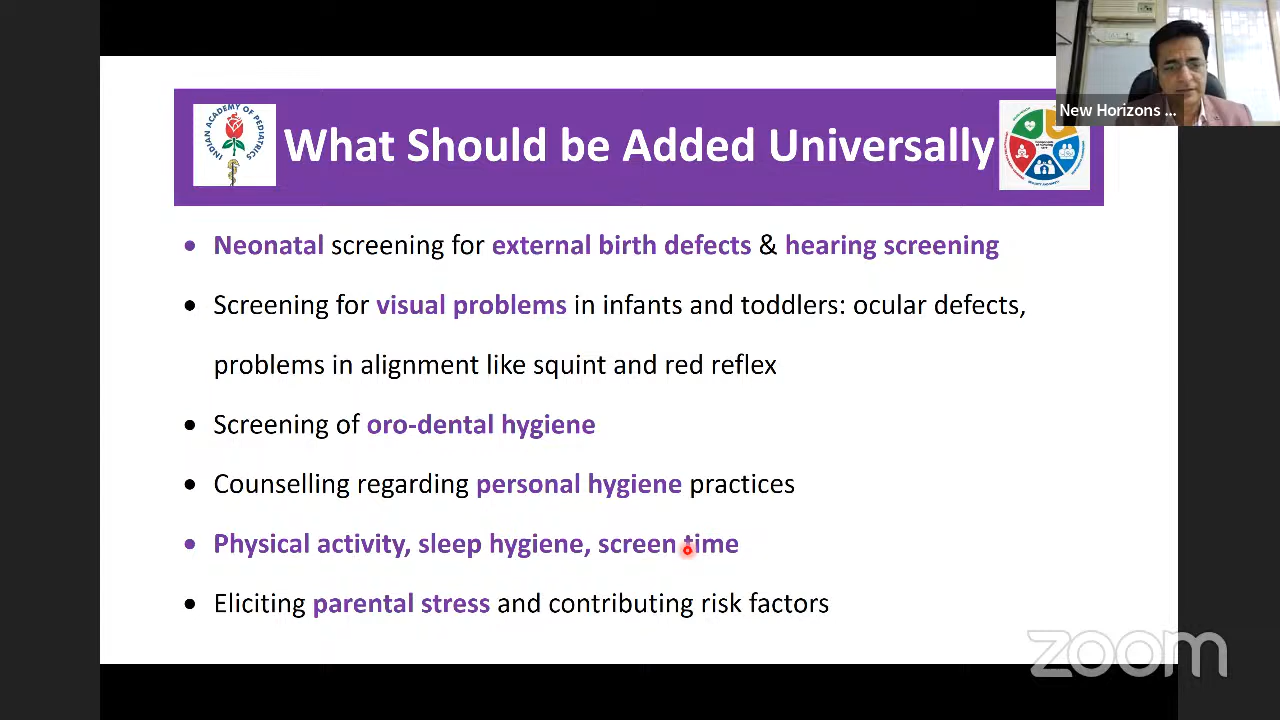 New Horizons ...
INDIAN ACADEMY OF PEDIATRICS
What Should be Added Universally
• Neonatal screening for external birth defects & hearing screening
• Screening for visual problems in infants and toddlers: ocular defects,
problems in alignment like squint and red reflex
• Screening of oro-dental hygiene
• Counselling regarding personal hygiene practices
• Physical activity, sleep hygiene, screen time
• Eliciting parental stress and contributing risk factors
zoom